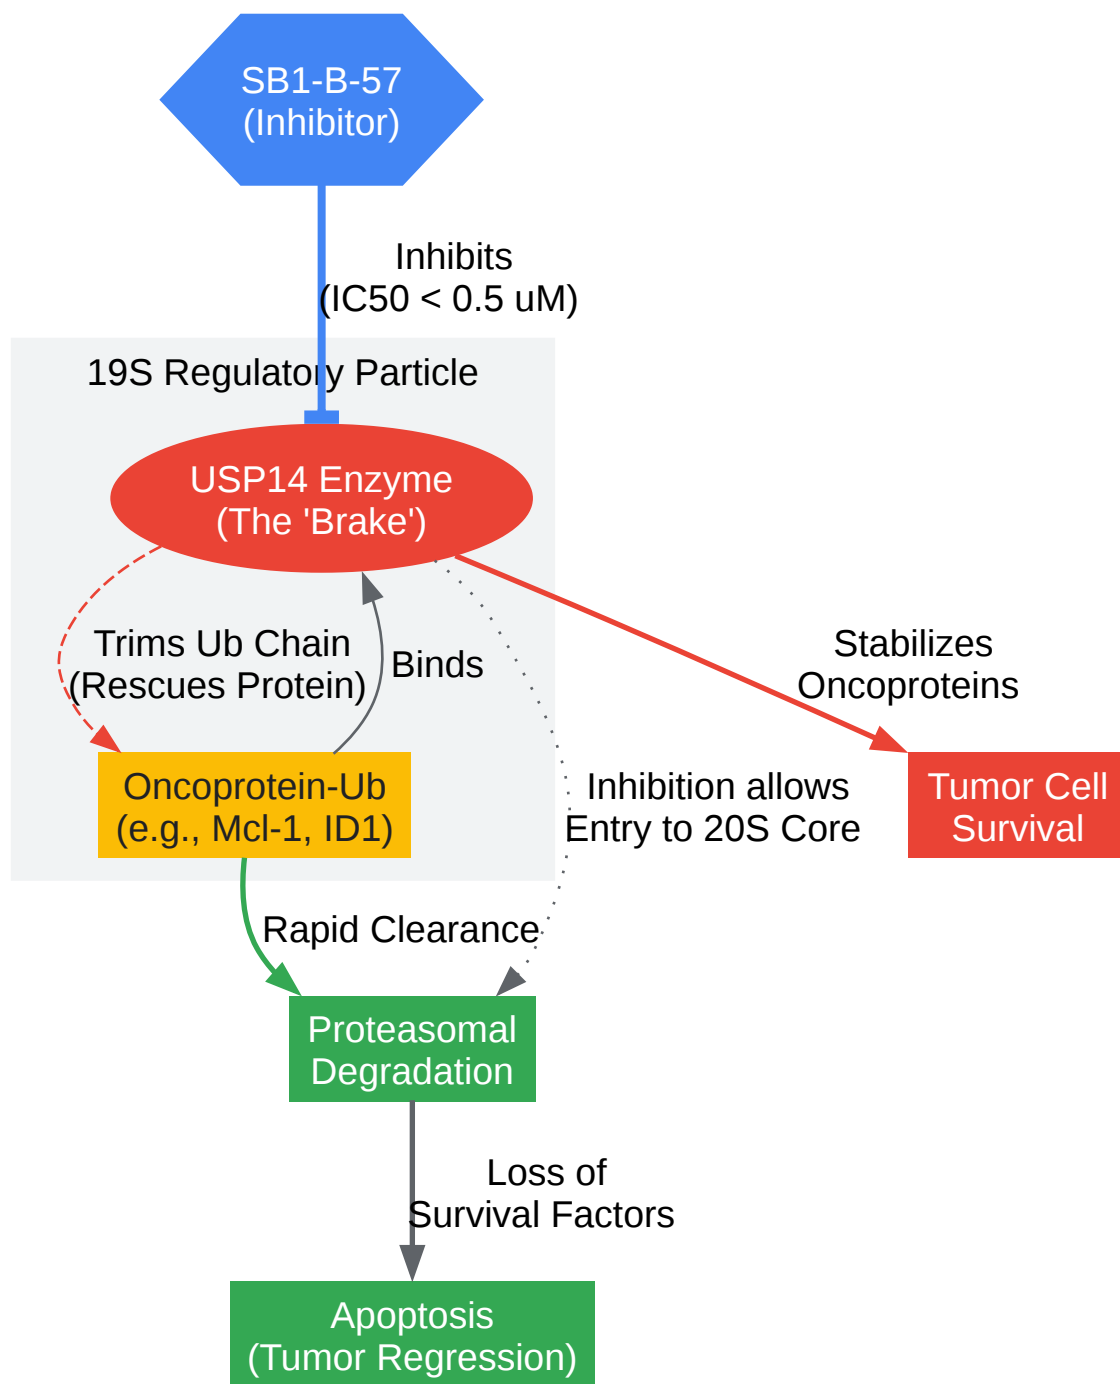 SB1-B-57
(Inhibitor)
Inhibits
(IC50 < 0.5 uM)
19S Regulatory Particle
USP14 Enzyme
(The 'Brake')
Trims Ub Chain
(Rescues Protein)
Binds
Stabilizes
Oncoproteins
Oncoprotein-Ub
(e.g., Mcl-1, ID1)
Inhibition allows
Entry to 20S Core
Tumor Cell
Survival
Rapid Clearance
Proteasomal
Degradation
Loss of
Survival Factors
Apoptosis
(Tumor Regression)